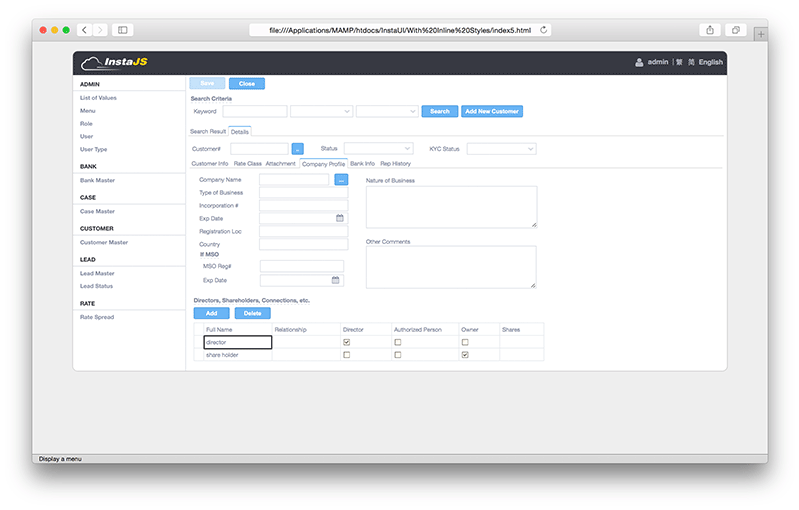 file:///Applications/MAMP/htdocs/InstaUI/With%20Inline%20Styles/index5.html
InstaJS
admin | 繁 简 English
ADMIN
List of Values
Menu
Role
User
User Type
BANK
Bank Master
CASE
Case Master
CUSTOMER
Customer Master
LEAD
Lead Master
Lead Status
RATE
Rate Spread
Save Close
Search Criteria
Keyword Search Add New Customer
Search Result Details
Customer# .. Status KYC Status
Customer Info Rate Class Attachment Company Profile Bank Info Rep History
Company Name ... Nature of Business
Type of Business
Incorporation #
Exp Date
Registration Loc
Country Other Comments
If MSO
MSO Reg#
Exp Date
Directors, Shareholders, Connections, etc.
Add Delete
Full Name Relationship Director Authorized Person Owner Shares
director
share holder
Display a menu